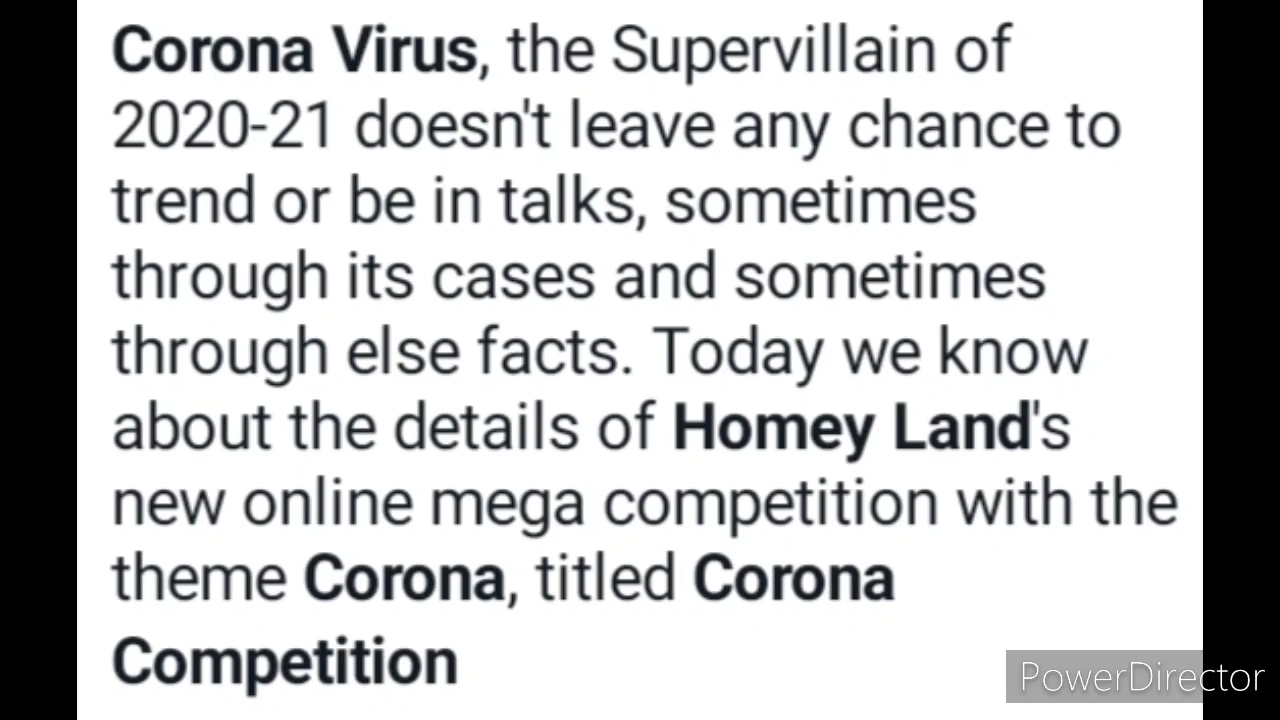 Corona Virus, the Supervillain of
2020-21 doesn't leave any chance to
trend or be in talks, sometimes
through its cases and sometimes
through else facts. Today we know
about the details of Homey Land's
new online mega competition with the
theme Corona, titled Corona
Competition
PowerDirector